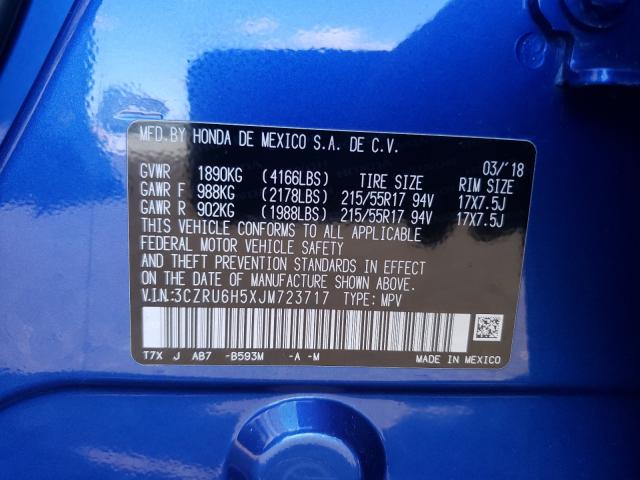 MFD.BY HONDA DE MEXICO S.A. DE C.V.
03/'18
GVWR 1890KG (4166LBS) TIRE SIZE RIM SIZE
GAWR F 988KG (2178LBS) 215/55R17 94V 17X7.5J
GAWR R 902KG (1988LBS) 215/55R17 94V 17X7.5J
THIS VEHICLE CONFORMS TO ALL APPLICABLE
FEDERAL MOTOR VEHICLE SAFETY
AND THEFT PREVENTION STANDARDS IN EFFECT
ON THE DATE OF MANUFACTURE SHOWN ABOVE.
V.I.N.:3CZRU6H5XJM723717 TYPE: MPV
T7X J AB7 -B593M -A -M
MADE IN MEXICO